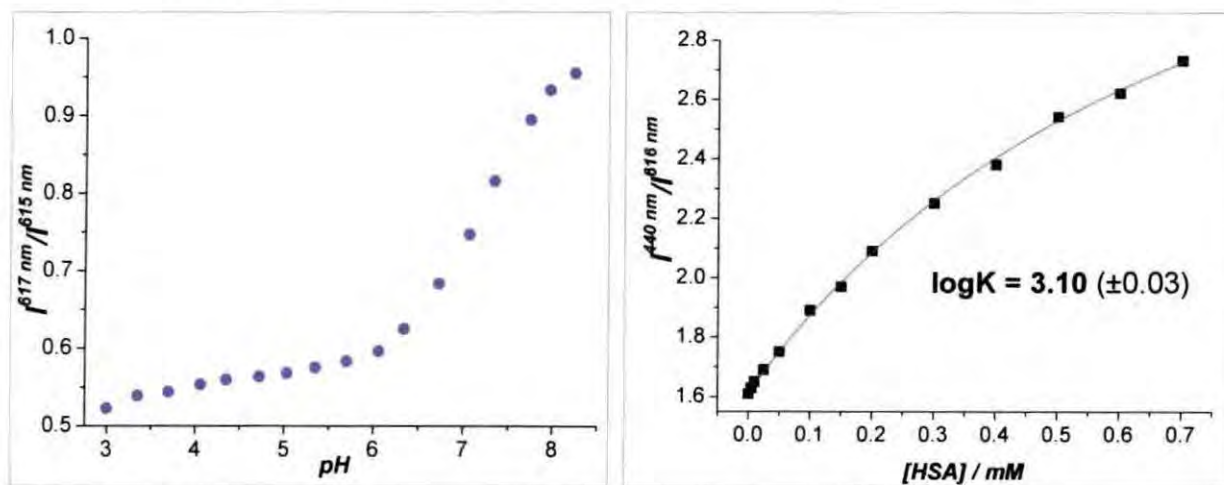 I617 nm/I615 nm
1.0
0.9
0.8
0.7
0.6
0.5
3 4 5 6 7 8
pH
I440 nm/I616 nm
2.8
2.6
2.4
2.2
2.0
1.8
1.6
logK = 3.10 (±0.03)
0.0 0.1 0.2 0.3 0.4 0.5 0.6 0.7
[HSA] / mM